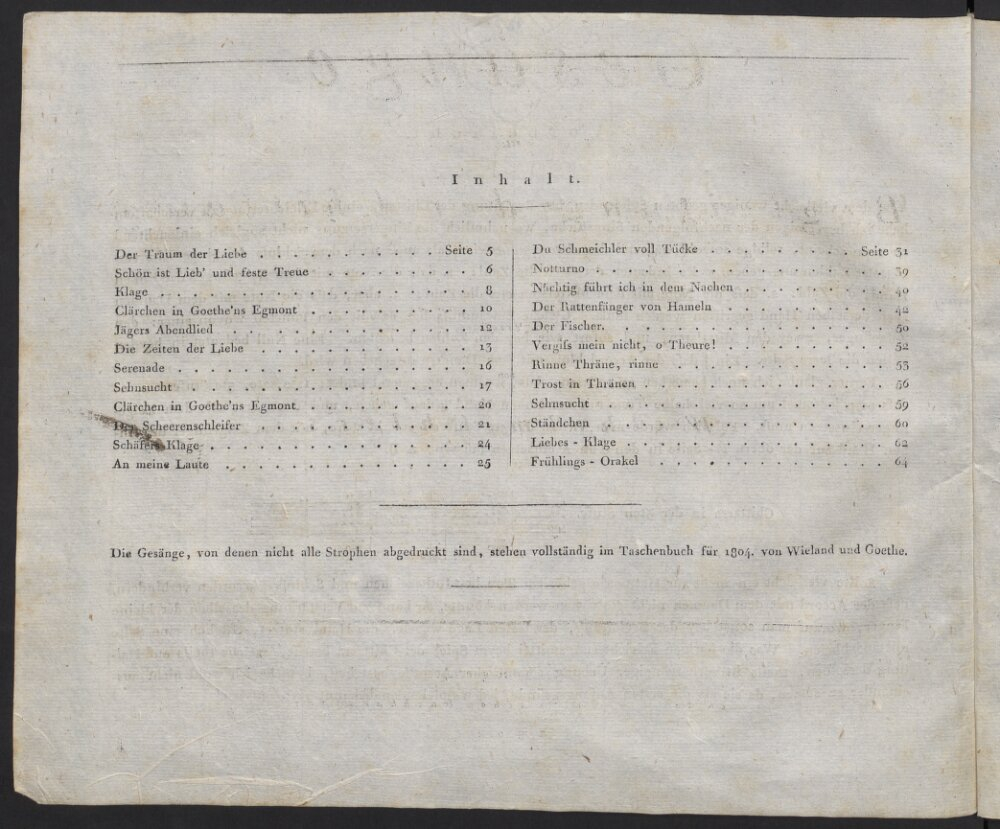 Inhalt.
Der Traum der Liebe . . . . . . . . . . Seite 5
Schön ist Lieb' und feste Treue . . . . . . . . . 6
Klage . . . . . . . . . . . . . . . . . 8
Clärchen in Goethe'ns Egmont . . . . . . . . . 10
Jägers Abendlied . . . . . . . . . . . . . 12
Die Zeiten der Liebe . . . . . . . . . . . . 13
Serenade . . . . . . . . . . . . . . . . 16
Sehnsucht . . . . . . . . . . . . . . . . 17
Clärchen in Goethe'ns Egmont . . . . . . . . . 20
Der Scheerenschleifer . . . . . . . . . . . . 21
Schäfers Klage . . . . . . . . . . . . . . 24
An meine Laute . . . . . . . . . . . . . 25
Du Schmeichler voll Tücke . . . . . . . . Seite 31
Notturno . . . . . . . . . . . . . . . . 39
Nächtig führt ich in dem Nachen . . . . . . . . 40
Der Rattenfänger von Hameln . . . . . . . . . 42
Der Fischer. . . . . . . . . . . . . . . . 50
Vergiſs mein nicht, o Theure! . . . . . . . . . 52
Rinne Thräne, rinne . . . . . . . . . . . . 53
Trost in Thränen . . . . . . . . . . . . . 56
Sehnsucht . . . . . . . . . . . . . . . . 59
Ständchen . . . . . . . . . . . . . . . . 60
Liebes - Klage . . . . . . . . . . . . . . 62
Frühlings - Orakel . . . . . . . . . . . . . 64
Die Gesänge, von denen nicht alle Strophen abgedruckt sind, stehen vollständig im Taschenbuch für 1804. von Wieland und Goethe.